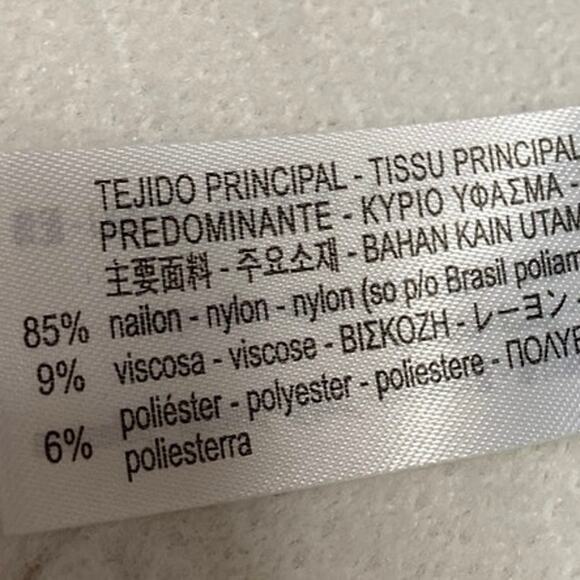 TEJIDO PRINCIPAL - TISSU PRINCIPAL
PREDOMINANTE - ΚΥΡΙΟ ΥΦΑΣΜΑ -
主要面料 - 주요소재 - BAHAN KAIN UTAM
85% nailon - nylon - nylon (so p/o Brasil poliam
9% viscosa - viscose - ΒΙΣΚΟΖΗ - レーヨン
6% poliéster - polyester - poliestere - ΠΟΛΥΕ
poliesterra